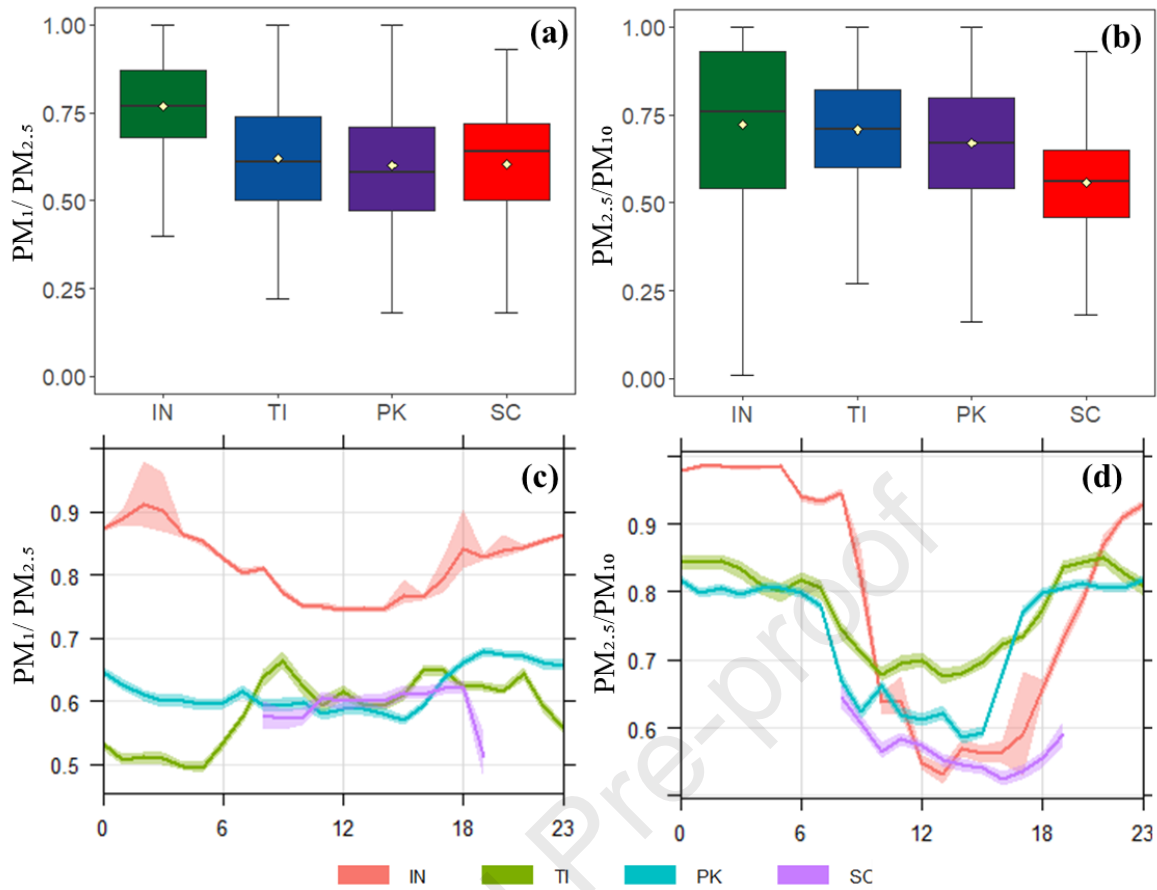 (a)
PM₁/ PM₂.₅
1.00
0.75
0.50
0.25
0.00
IN TI PK SC
(b)
PM₂.₅/PM₁₀
1.00
0.75
0.50
0.25
0.00
IN TI PK SC
(c)
PM₁/ PM₂.₅
0.9
0.8
0.7
0.6
0.5
0 6 12 18 23
(d)
PM₂.₅/PM₁₀
0.9
0.8
0.7
0.6
0 6 12 18 23
Pre-proof
IN TI PK SC